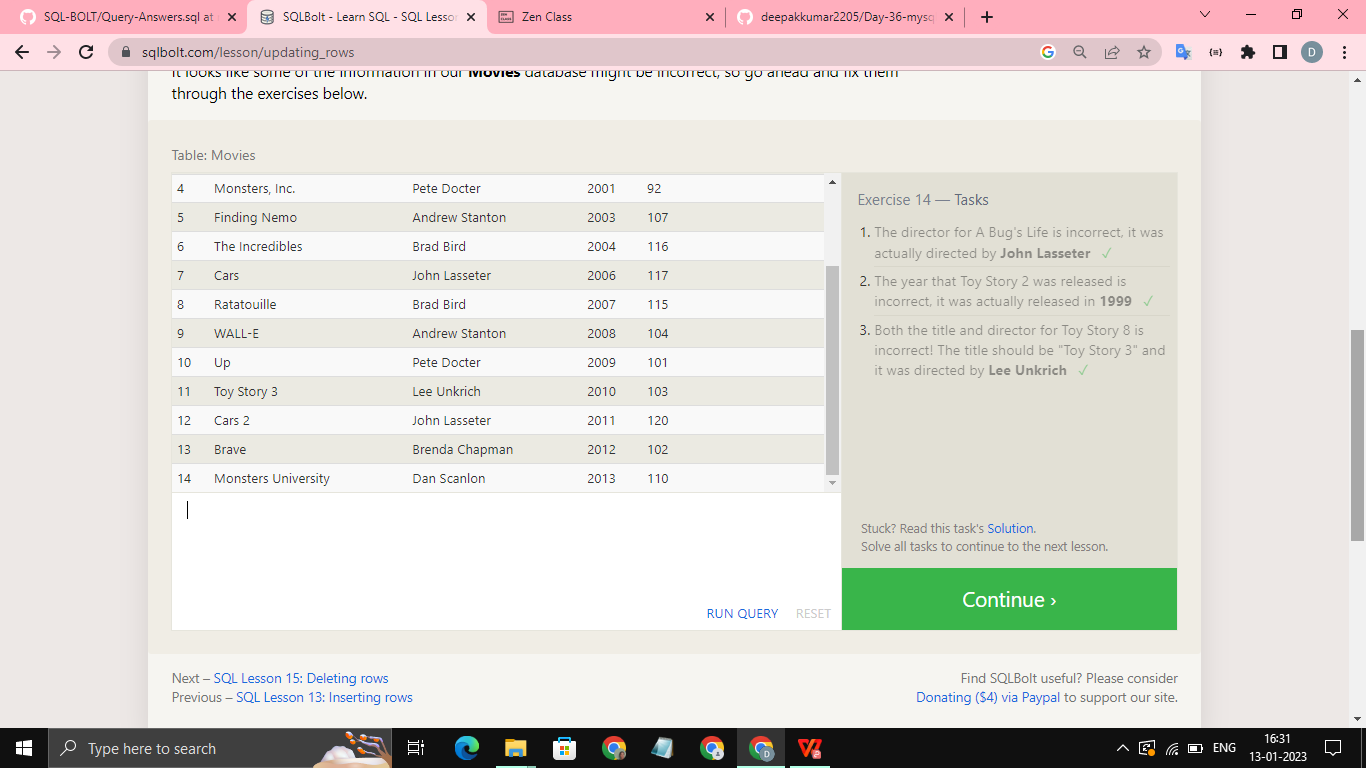 SQL-BOLT/Query-Answers.sql at
SQLBolt - Learn SQL - SQL Lesson
Zen Class
deepakkumar2205/Day-36-mysq
sqlbolt.com/lesson/updating_rows
D
It looks like some of the information in our Movies database might be incorrect, so go ahead and fix them
through the exercises below.
Table: Movies
4 Monsters, Inc. Pete Docter 2001 92
5 Finding Nemo Andrew Stanton 2003 107
6 The Incredibles Brad Bird 2004 116
7 Cars John Lasseter 2006 117
8 Ratatouille Brad Bird 2007 115
9 WALL-E Andrew Stanton 2008 104
10 Up Pete Docter 2009 101
11 Toy Story 3 Lee Unkrich 2010 103
12 Cars 2 John Lasseter 2011 120
13 Brave Brenda Chapman 2012 102
14 Monsters University Dan Scanlon 2013 110
RUN QUERY RESET
Exercise 14 — Tasks
1. The director for A Bug's Life is incorrect, it was
actually directed by John Lasseter ✓
2. The year that Toy Story 2 was released is
incorrect, it was actually released in 1999 ✓
3. Both the title and director for Toy Story 8 is
incorrect! The title should be "Toy Story 3" and
it was directed by Lee Unkrich ✓
Stuck? Read this task's Solution.
Solve all tasks to continue to the next lesson.
Continue ›
Next – SQL Lesson 15: Deleting rows
Previous – SQL Lesson 13: Inserting rows
Find SQLBolt useful? Please consider
Donating ($4) via Paypal to support our site.
Type here to search
ENG
16:31
13-01-2023